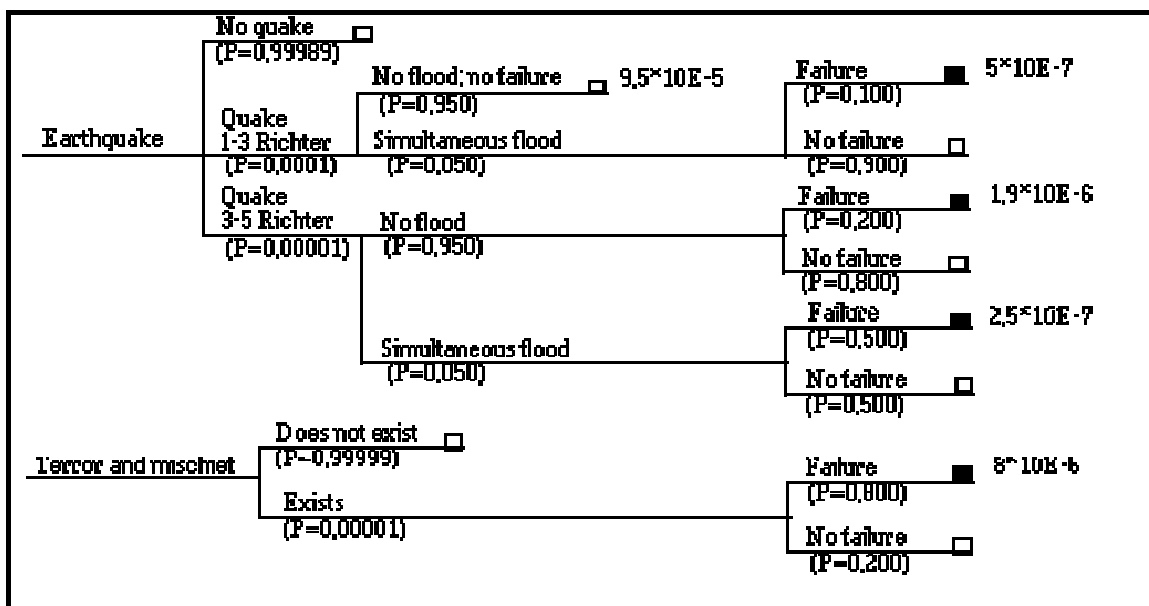 No quake
(P=0,99989)
No flood; no failure
9,5*10E-5
(P=0,950)
Failure
5*10E-7
(P=0,100)
Quake
1-3 Richter
(P=0,0001)
Earthquake
Simultaneous flood
(P=0,050)
No failure
(P=0,900)
Quake
3-5 Richter
(P=0,00001)
No flood
(P=0,950)
Failure
1,9*10E-6
(P=0,200)
No failure
(P=0,800)
Failure
2,5*10E-7
(P=0,500)
Simultaneous flood
(P=0,050)
No failure
(P=0,500)
Does not exist
(P=0,99999)
Terror and mischief
Failure
8*10E-6
(P=0,800)
Exists
(P=0,00001)
No failure
(P=0,200)